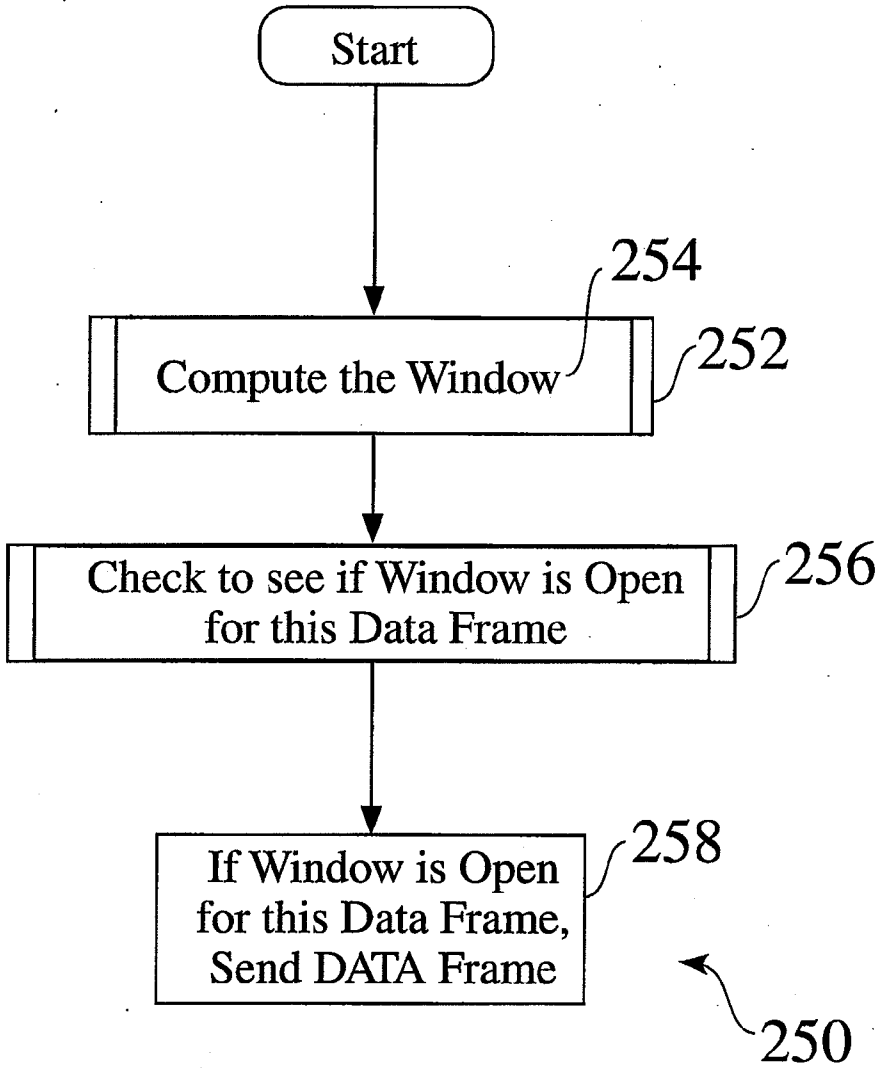 Start
254
Compute the Window
252
Check to see if Window is Open
for this Data Frame
256
If Window is Open
for this Data Frame,
Send DATA Frame
258
250